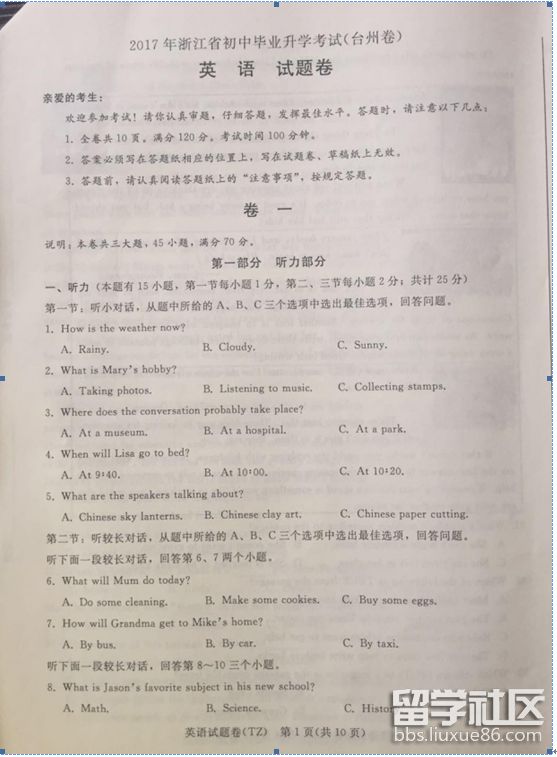 2017年浙江省初中毕业升学考试(台州卷)
英 语 试题卷
亲爱的考生:
欢迎参加考试!请你认真审题,仔细答题,发挥最佳水平。答题时,请注意以下几点:
1. 全卷共10页。满分120分。考试时间100分钟。
2. 答案必须写在答题纸相应的位置上,写在试题卷、草稿纸上无效。
3. 答题前,请认真阅读答题纸上的“注意事项”,按规定答题。
卷 一
说明:本卷共三大题,45小题,满分70分。
第一部分 听力部分
一、听力(本题有15小题,第一节每小题1分,第二、三节每小题2分;共计25分)
第一节:听小对话,从题中所给的A、B、C三个选项中选出最佳选项,回答问题。
1. How is the weather now?
A. Rainy. B. Cloudy. C. Sunny.
2. What is Mary's hobby?
A. Taking photos. B. Listening to music. C. Collecting stamps.
3. Where does the conversation probably take place?
A. At a museum. B. At a hospital. C. At a park.
4. When will Lisa go to bed?
A. At 9:40. B. At 10:00. C. At 10:20.
5. What are the speakers talking about?
A. Chinese sky lanterns. B. Chinese clay art. C. Chinese paper cutting.
第二节:听较长对话,从题中所给的A、B、C三个选项中选出最佳选项,回答问题。
听下面一段较长对话,回答第6、7两个小题。
6. What will Mum do today?
A. Do some cleaning. B. Make some cookies. C. Buy some eggs.
7. How will Grandma get to Mike's home?
A. By bus. B. By car. C. By taxi.
听下面一段较长对话,回答第8~10三个小题。
8. What is Jason's favorite subject in his new school?
A. Math. B. Science. C. Histor
英语试题卷(TZ) 第1页(共10页)
留学社区
bbs.liuxue86.com